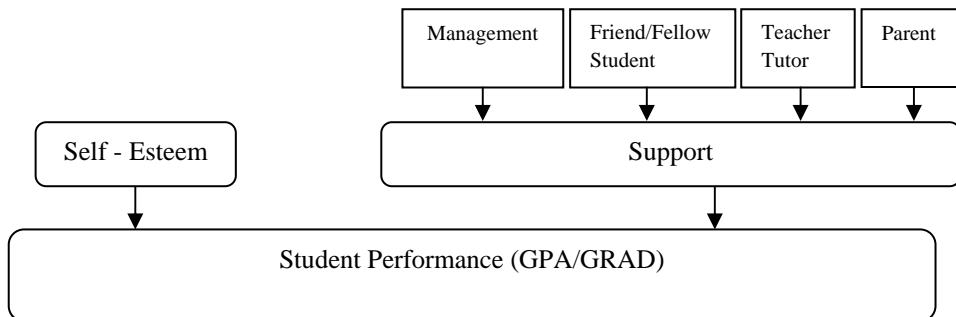 Management
Friend/Fellow
Student
Teacher
Tutor
Parent
Self - Esteem
Support
Student Performance (GPA/GRAD)